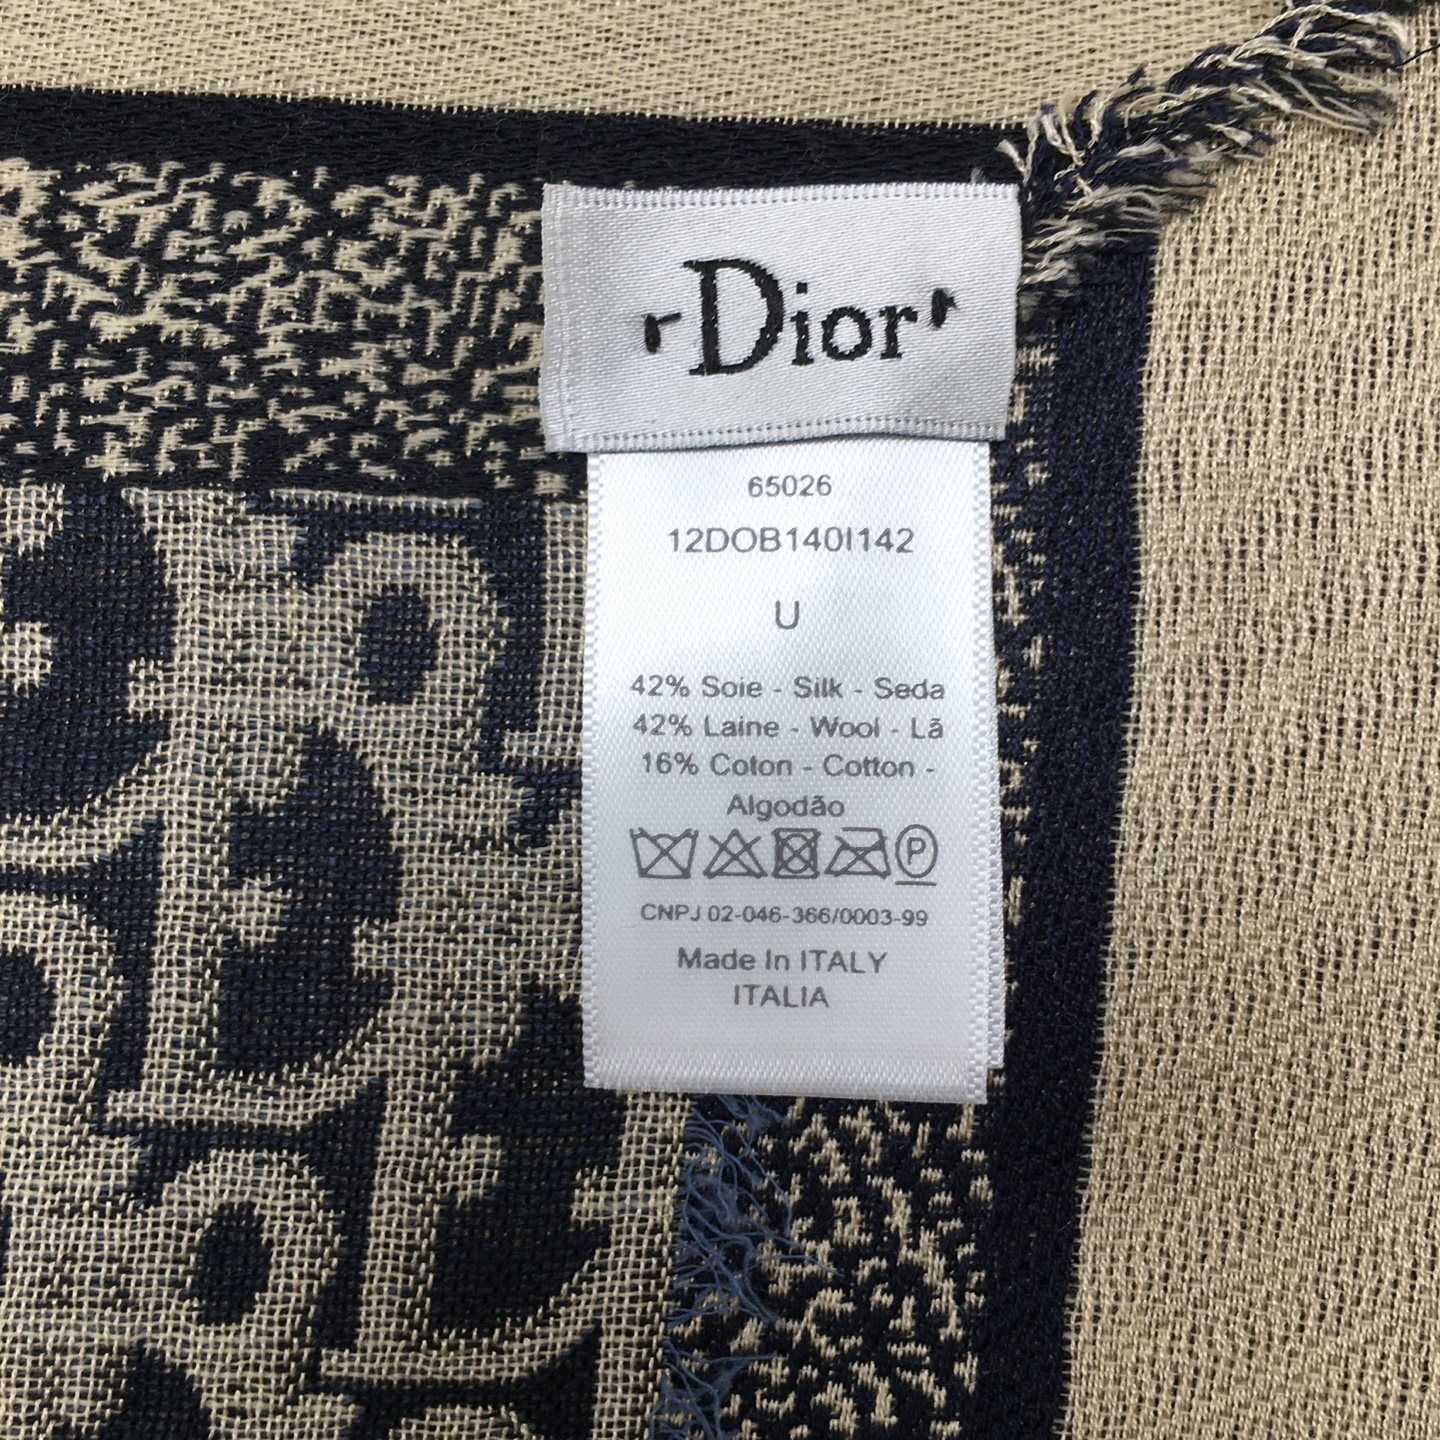 Dior
65026
12DOB140I142
U
42% Soie - Silk - Seda
42% Laine - Wool - Lã
16% Coton - Cotton -
Algodão
P
CNPJ 02-046-366/0003-99
Made In ITALY
ITALIA